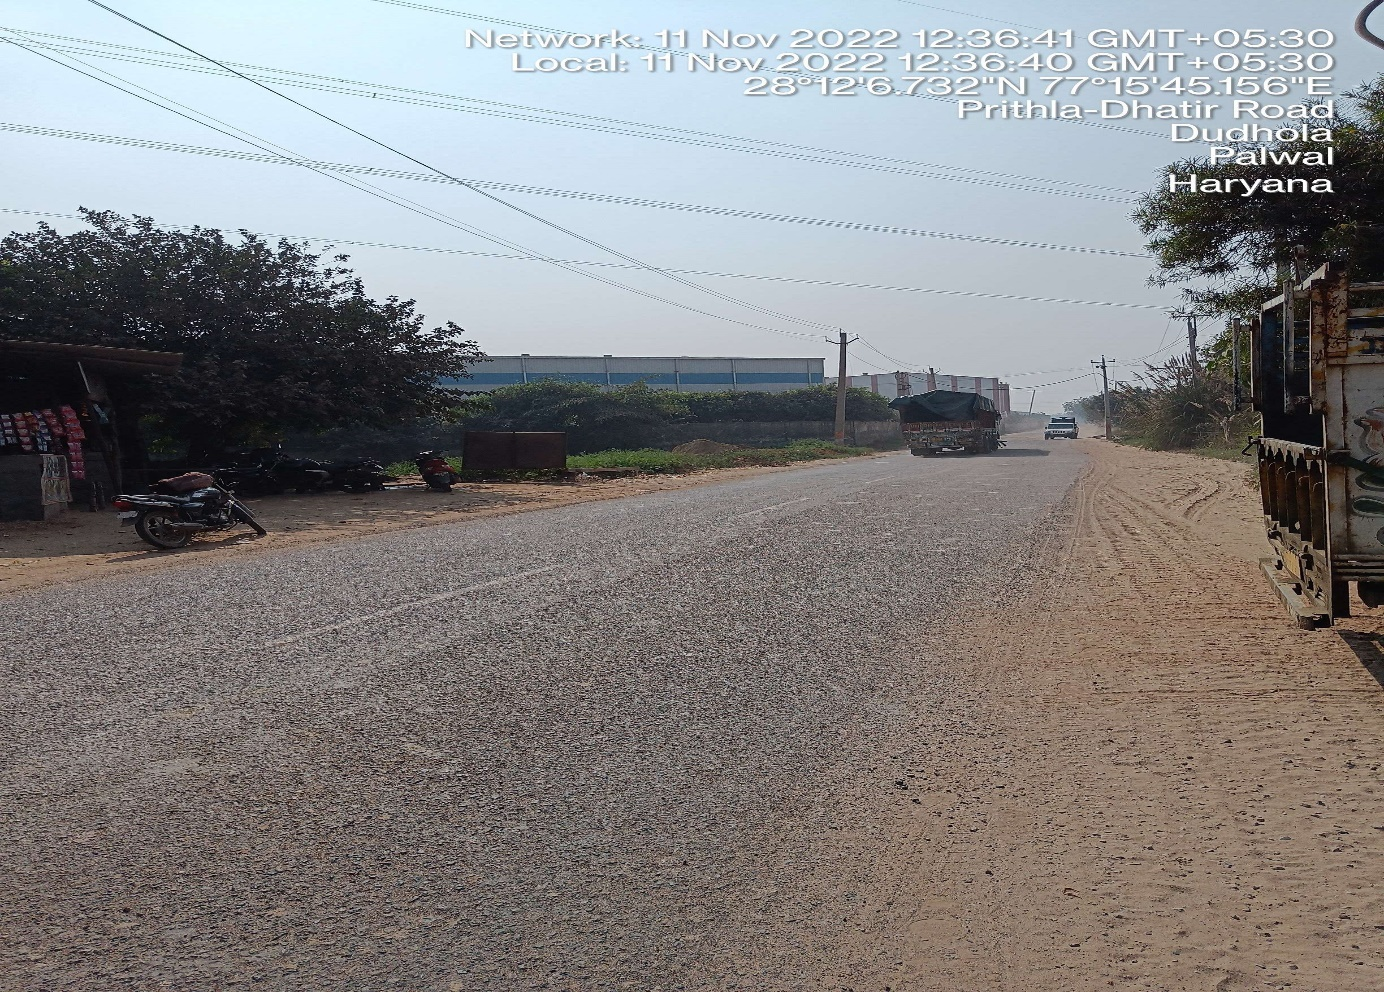 Network: 11 Nov 2022 12:36:41 GMT+05:30
Local: 11 Nov 2022 12:36:40 GMT+05:30
28°12'6.732"N 77°15'45.156"E
Prithla-Dhatir Road
Dudhola
Palwal
Haryana